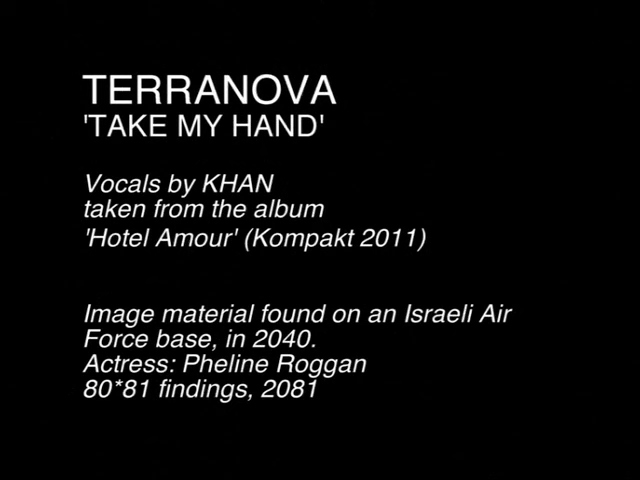 TERRANOVA
'TAKE MY HAND'
Vocals by KHAN
taken from the album
'Hotel Amour' (Kompakt 2011)
Image material found on an Israeli Air
Force base, in 2040.
Actress: Pheline Roggan
80*81 findings, 2081